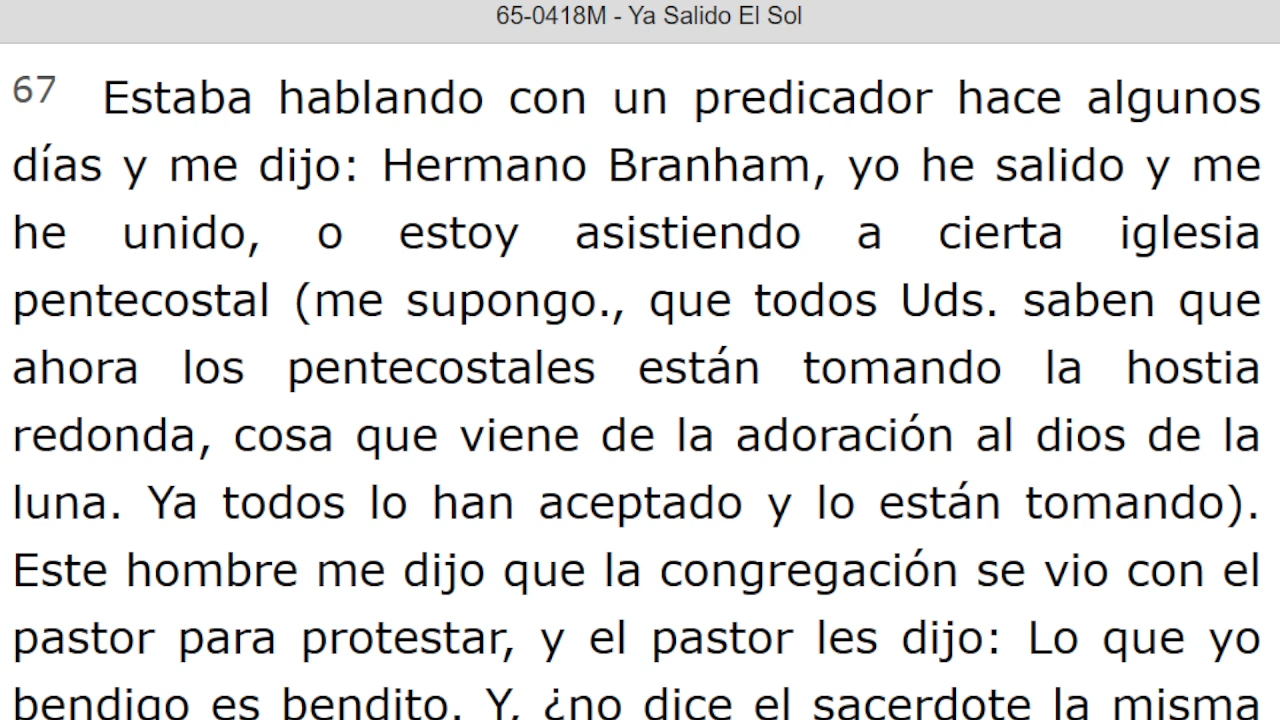 65-0418M - Ya Salido El Sol
67 Estaba hablando con un predicador hace algunos
días y me dijo: Hermano Branham, yo he salido y me
he unido, o estoy asistiendo a cierta iglesia
pentecostal (me supongo., que todos Uds. saben que
ahora los pentecostales están tomando la hostia
redonda, cosa que viene de la adoración al dios de la
luna. Ya todos lo han aceptado y lo están tomando).
Este hombre me dijo que la congregación se vio con el
pastor para protestar, y el pastor les dijo: Lo que yo
bendigo es bendito. Y, ¿no dice el sacerdote la misma